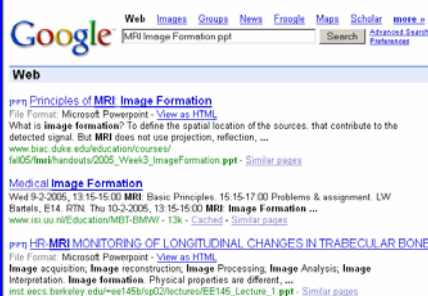 Google
Web Images Groups News Froogle Maps Scholar more »
MRI Image Formation ppt
Search
Advanced Search
Preferences
Web
[PPT] Principles of MRI: Image Formation
File Format: Microsoft Powerpoint - View as HTML
What is image formation? To define the spatial location of the sources. that contribute to the
detected signal. But MRI does not use projection, reflection, ...
www.biac.duke.edu/education/courses/
fall05/fmri/handouts/2005_Week3_ImageFormation.ppt - Similar pages
Medical Image Formation
Wed 9-2-2005, 13:15-15:00 MRI: Basic Principles. 15:15-17:00 Problems & assignment. LW
Bartels, E14. RTN. Thu 10-2-2005, 13:15-15:00 MRI: Image Formation ...
www.isi.uu.nl/Education/MBT-BMW/ - 13k - Cached - Similar pages
[PPT] HR-MRI MONITORING OF LONGITUDINAL CHANGES IN TRABECULAR BONE
File Format: Microsoft Powerpoint - View as HTML
Image acquisition; Image reconstruction; Image Processing; Image Analysis; Image
Interpretation. Image formation. Physical properties are different, ...
inst.eecs.berkeley.edu/~ee145b/sp02/lectures/EE145_Lecture_1.ppt - Similar pages